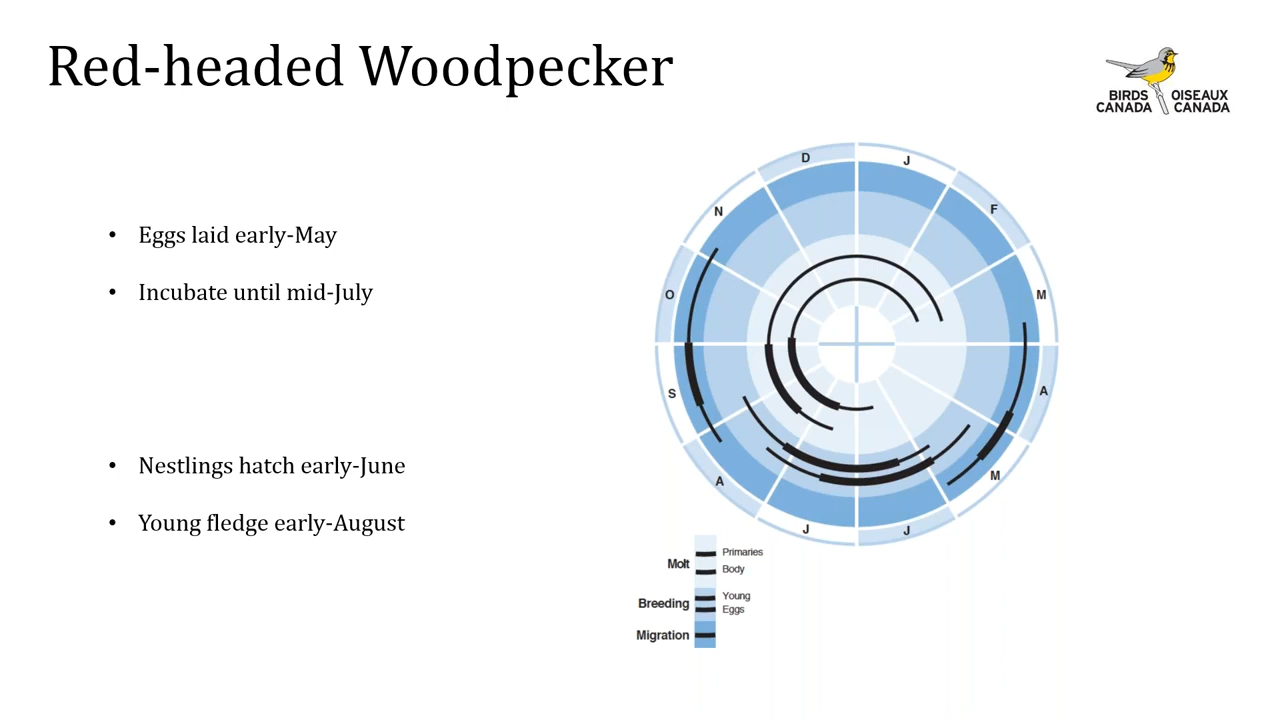 Red-headed Woodpecker
BIRDS OISEAUX
CANADA CANADA
• Eggs laid early-May
• Incubate until mid-July
• Nestlings hatch early-June
• Young fledge early-August
D J
N F
O M
S A
A M
J J
Molt Primaries
Body
Breeding Young
Eggs
Migration